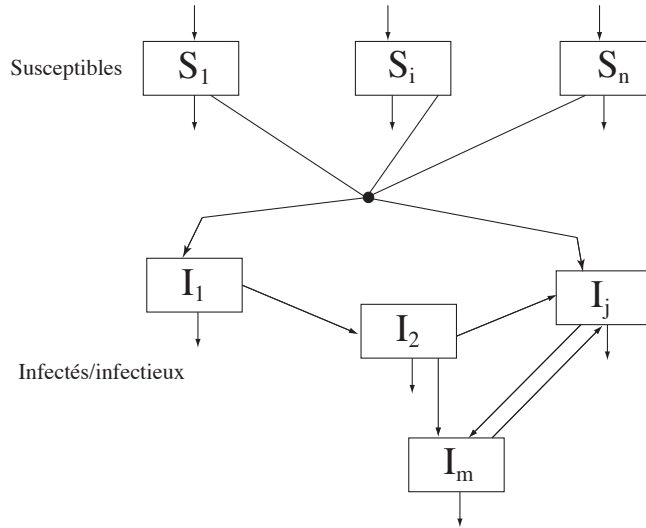 Susceptibles
S1
Si
Sn
I1
Ij
I2
Infectés/infectieux
Im